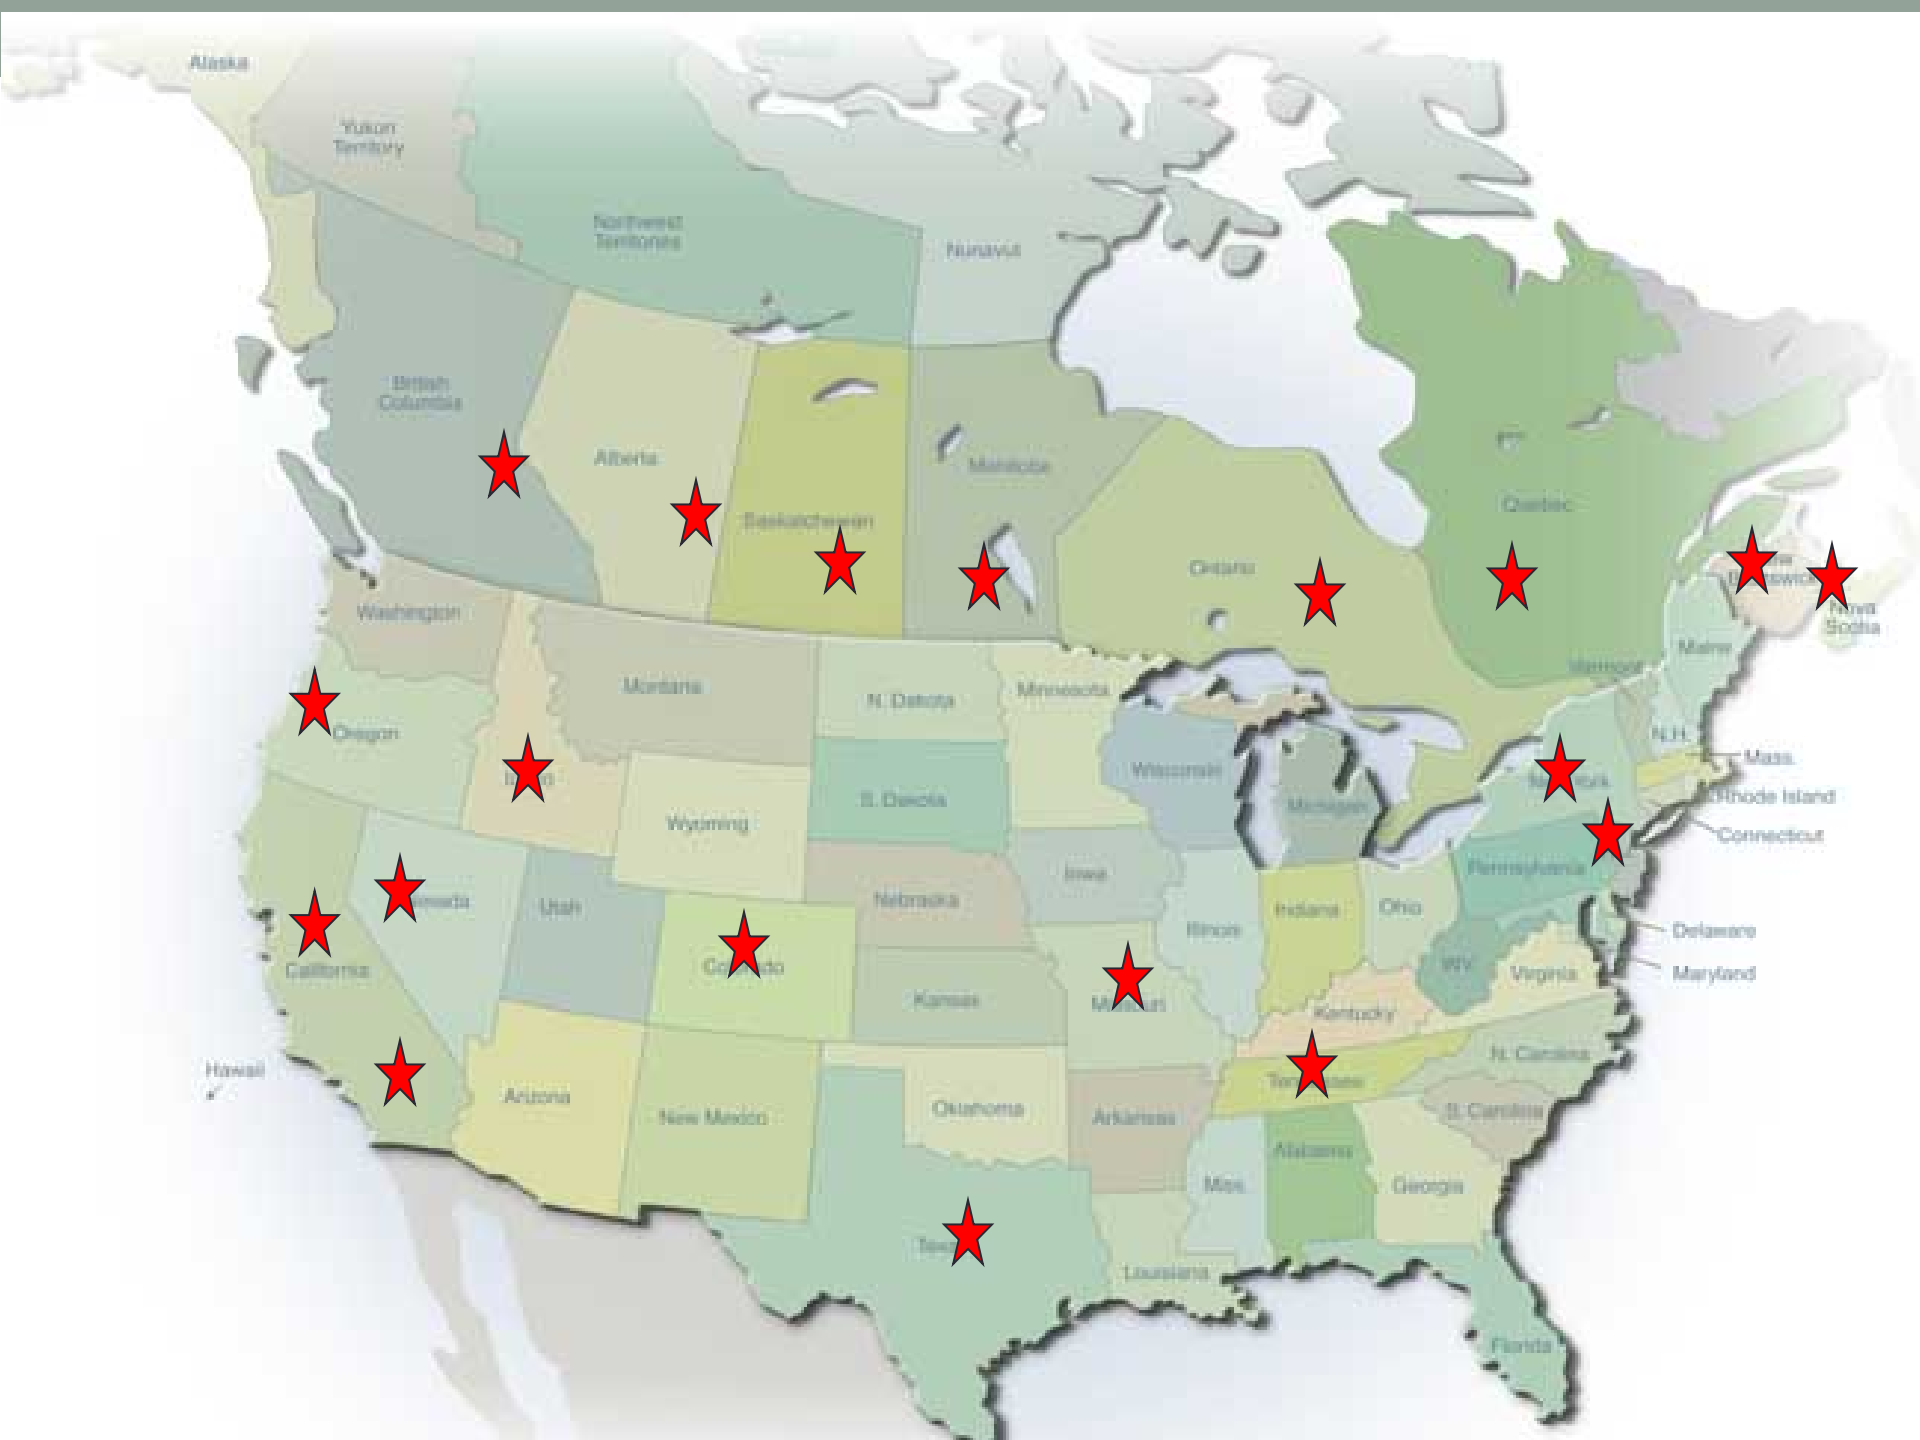 Alaska
Yukon
Territory
Northwest
Territories
Nunavut
British
Columbia
Alberta
Manitoba
Saskatchewan
Quebec
Ontario
Nova
Scotia
Washington
Vermont
Maine
Montana
Minnesota
N. Dakota
Oregon
N.H.
Mass.
Wisconsin
S. Dakota
Rhode Island
Michigan
Wyoming
Connecticut
Pennsylvania
Iowa
Nebraska
Utah
Indiana
Ohio
Illinois
Delaware
California
WV
Virginia
Maryland
Kansas
Kentucky
N. Carolina
Hawaii
Arizona
Oklahoma
New Mexico
Arkansas
S. Carolina
Alabama
Miss.
Georgia
Louisiana
Florida